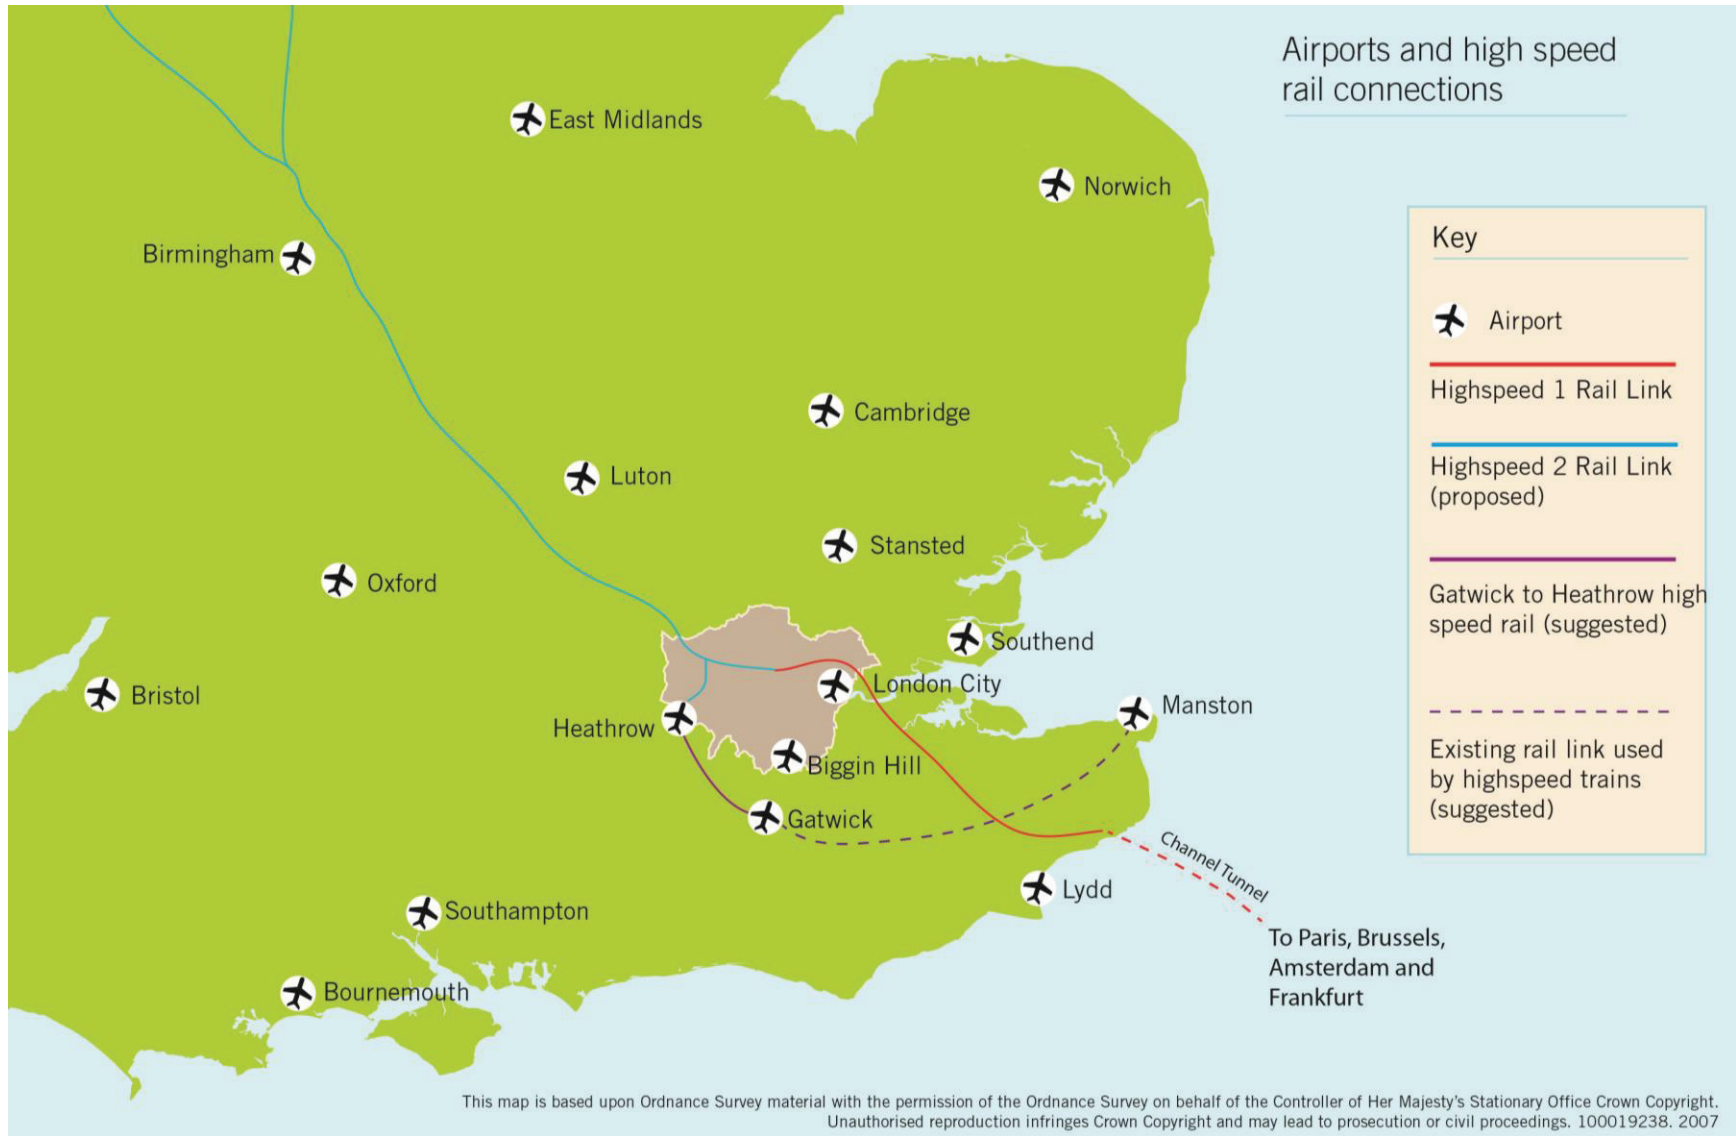 Airports and high speed
rail connections
East Midlands
Norwich
Birmingham
Cambridge
Luton
Stansted
Oxford
Southend
Bristol
London City
Manston
Heathrow
Biggin Hill
Gatwick
Channel Tunnel
Lydd
Southampton
To Paris, Brussels,
Amsterdam and
Frankfurt
Bournemouth
Key
Airport
Highspeed 1 Rail Link
Highspeed 2 Rail Link
(proposed)
Gatwick to Heathrow high
speed rail (suggested)
Existing rail link used
by highspeed trains
(suggested)
This map is based upon Ordnance Survey material with the permission of the Ordnance Survey on behalf of the Controller of Her Majesty's Stationary Office Crown Copyright.
Unauthorised reproduction infringes Crown Copyright and may lead to prosecution or civil proceedings. 100019238. 2007